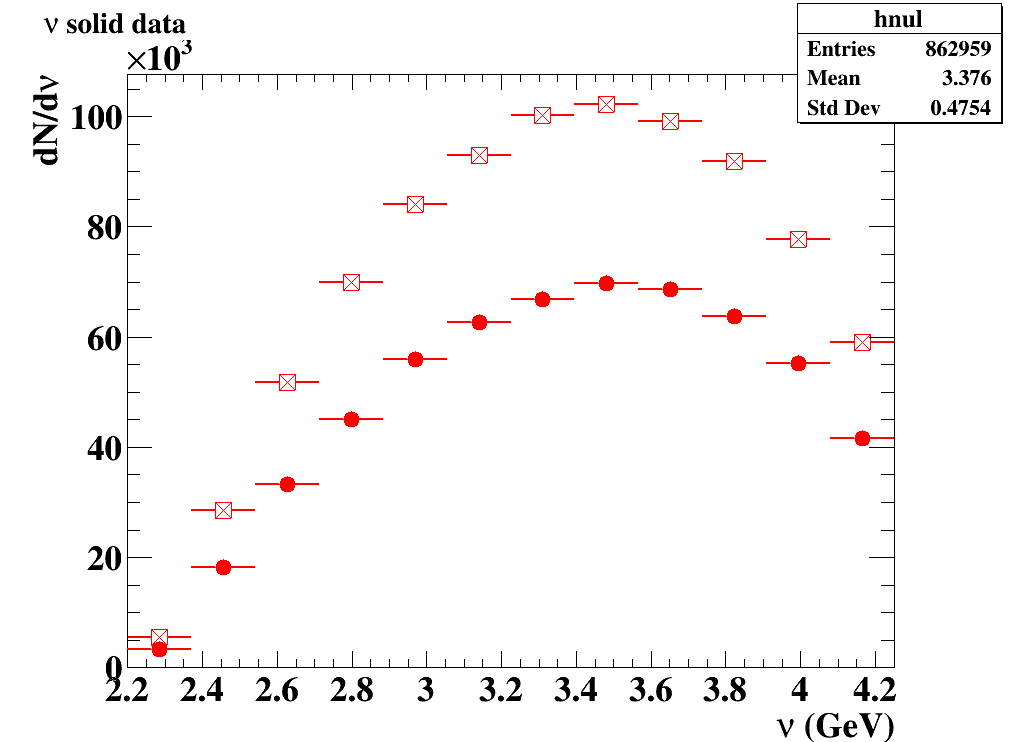 ν solid data
×10³
dN/dν
hnul
Entries 862959
Mean 3.376
Std Dev 0.4754
100
80
60
40
20
0
2.2 2.4 2.6 2.8 3 3.2 3.4 3.6 3.8 4 4.2
ν (GeV)